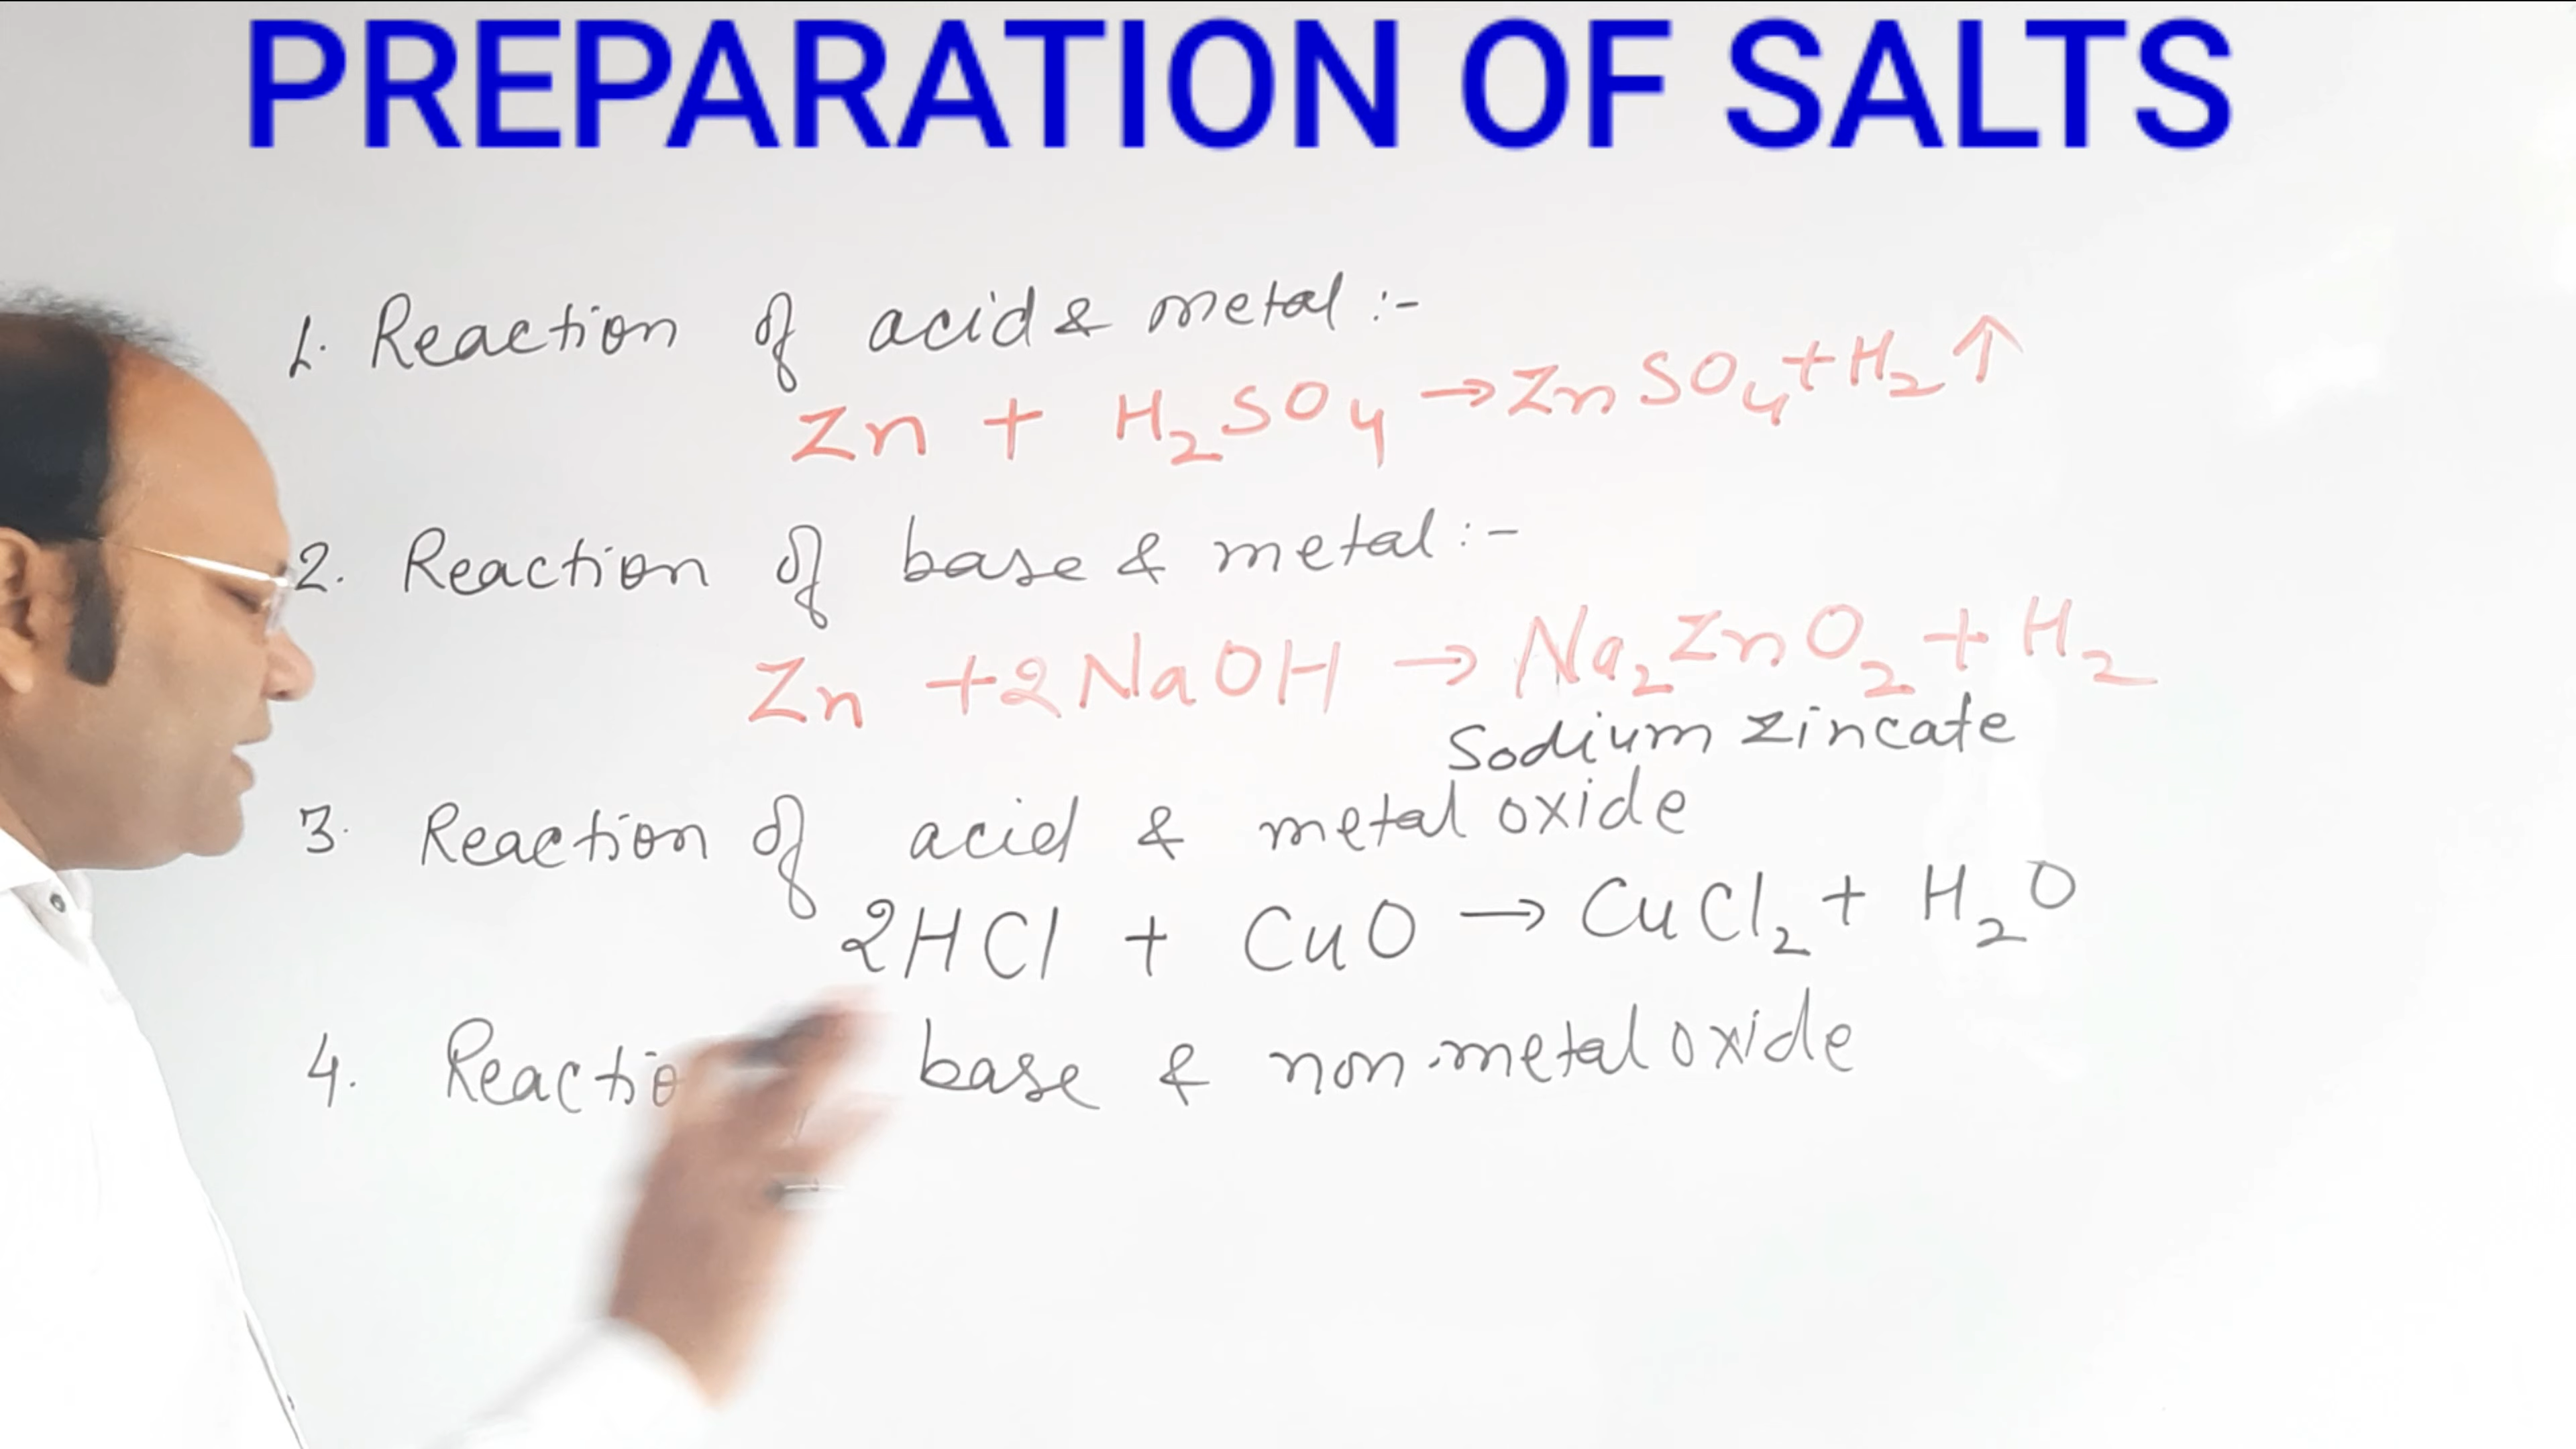 PREPARATION OF SALTS
1. Reaction of acid & metal :-
Zn + H₂SO₄ → ZnSO₄ + H₂ ↑
2. Reaction of base & metal :-
Zn + 2NaOH → Na₂ZnO₂ + H₂
Sodium zincate
3. Reaction of acid & metal oxide
2HCl + CuO → CuCl₂ + H₂O
4. Reactio base & non metal oxide